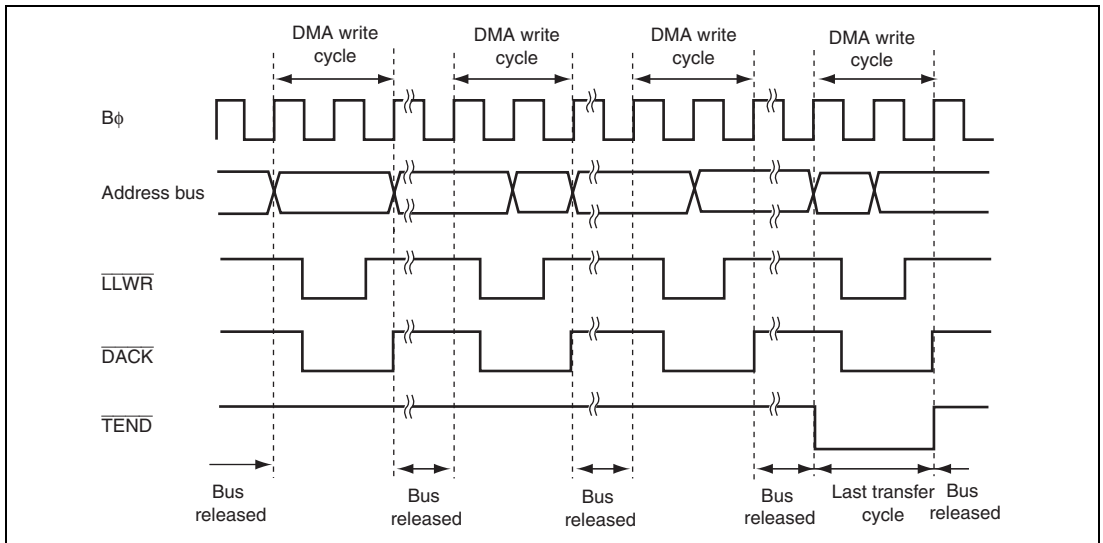 DMA write
cycle
DMA write
cycle
DMA write
cycle
DMA write
cycle
Bϕ
Address bus
LLWR
DACK
TEND
Bus
released
Bus
released
Bus
released
Bus
released
Last transfer
cycle
Bus
released